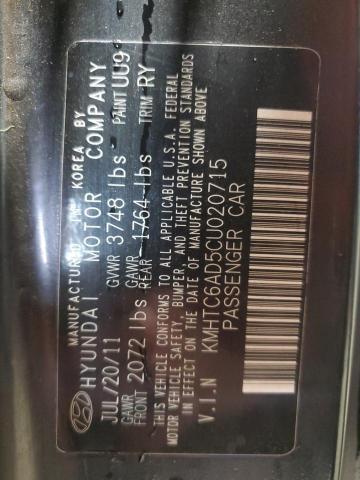 MANUFACTURED IN KOREA BY
HYUNDAI MOTOR COMPANY
JUL/20/11 GVWR 3748 lbs PAINT UU9
GAWR FRONT 2072 lbs GAWR REAR 1764 lbs TRIM RY
THIS VEHICLE CONFORMS TO ALL APPLICABLE U.S.A. FEDERAL
MOTOR VEHICLE SAFETY, BUMPER, AND THEFT PREVENTION STANDARDS
IN EFFECT ON THE DATE OF MANUFACTURE SHOWN ABOVE
V.I.N KMHTC6AD5CU020715
PASSENGER CAR